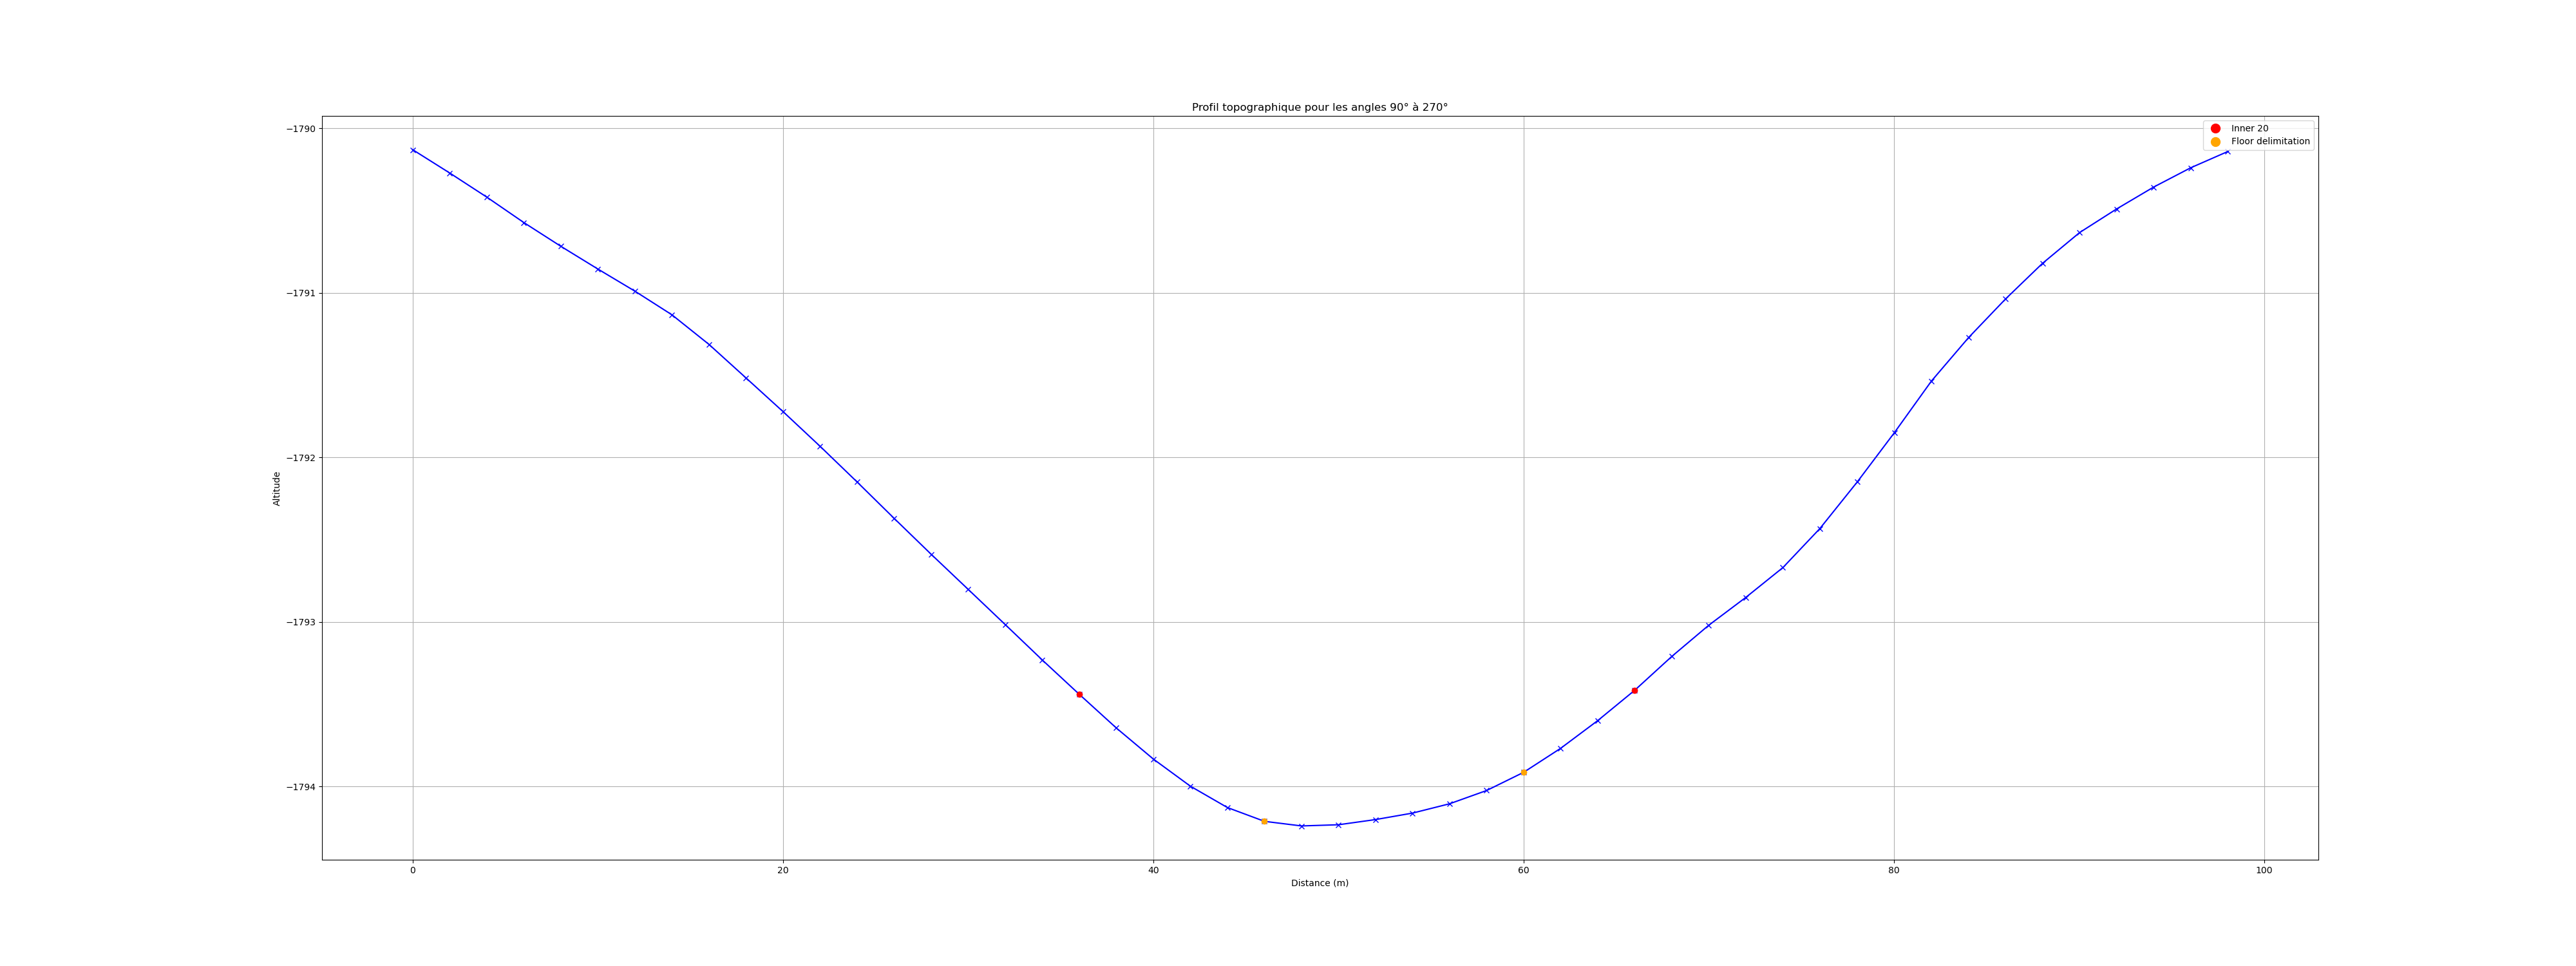 Profil topographique pour les angles 90° à 270°
Inner 20
Floor delimitation
−1790
−1791
−1792
−1793
−1794
Altitude
0 20 40 60 80 100
Distance (m)